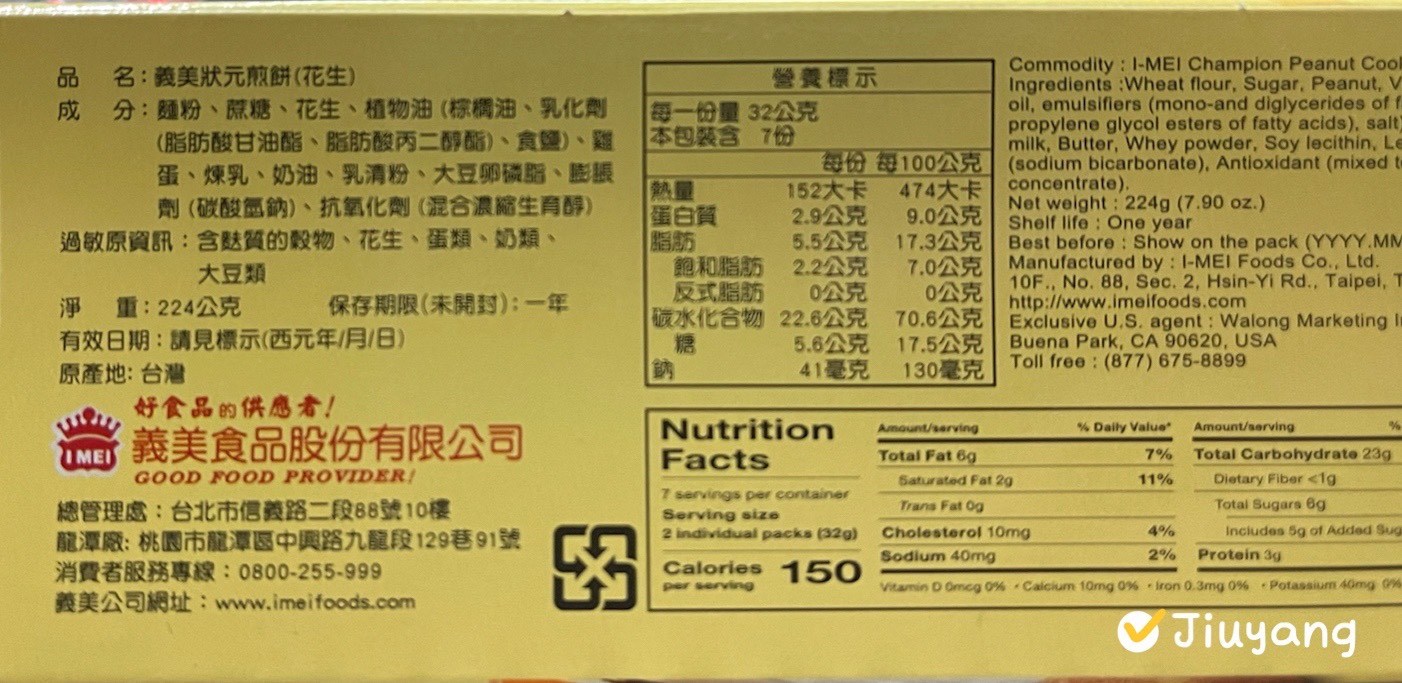 品 名：義美狀元煎餅(花生)
成 分：麵粉、蔗糖、花生、植物油 (棕櫚油、乳化劑
(脂肪酸甘油酯、脂肪酸丙二醇酯)、食鹽)、雞
蛋、煉乳、奶油、乳清粉、大豆卵磷脂、膨脹
劑 (碳酸氫鈉)、抗氧化劑 (混合濃縮生育醇)
過敏原資訊：含麩質的穀物、花生、蛋類、奶類、
大豆類
淨 重：224公克 保存期限(未開封)：一年
有效日期：請見標示(西元年/月/日)
原產地: 台灣
好食品的供應者!
I MEI 義美食品股份有限公司
GOOD FOOD PROVIDER!
總管理處：台北市信義路二段88號10樓
龍潭廠: 桃園市龍潭區中興路九龍段129巷91號
消費者服務專線：0800-255-999
義美公司網址：www.imeifoods.com
營養標示
每一份量 32公克
本包裝含 7份
每份 每100公克
熱量 152大卡 474大卡
蛋白質 2.9公克 9.0公克
脂肪 5.5公克 17.3公克
飽和脂肪 2.2公克 7.0公克
反式脂肪 0公克 0公克
碳水化合物 22.6公克 70.6公克
糖 5.6公克 17.5公克
鈉 41毫克 130毫克
Commodity : I-MEI Champion Peanut
Ingredients :Wheat flour, Sugar, Peanut,
oil, emulsifiers (mono-and diglycerides of
propylene glycol esters of fatty acids), salt)
milk, Butter, Whey powder, Soy lecithin,
(sodium bicarbonate), Antioxidant (mixed
concentrate).
Net weight : 224g (7.90 oz.)
Shelf life : One year
Best before : Show on the pack (YYYY.MM
Manufactured by : I-MEI Foods Co., Ltd.
10F., No. 88, Sec. 2, Hsin-Yi Rd., Taipei,
http://www.imeifoods.com
Exclusive U.S. agent : Walong Marketing
Buena Park, CA 90620, USA
Toll free : (877) 675-8899
Nutrition
Facts
7 servings per container
Serving size
2 individual packs (32g)
Calories 150
per serving
Amount/serving % Daily Value* Amount/serving %
Total Fat 6g 7% Total Carbohydrate 23g
Saturated Fat 2g 11% Dietary Fiber <1g
Trans Fat 0g Total Sugars 6g
Cholesterol 10mg 4% Includes 5g of Added
Sodium 40mg 2% Protein 3g
Vitamin D 0mcg 0% • Calcium 10mg 0% • Iron 0.3mg 0% • Potassium 40mg 0%
Jiuyang